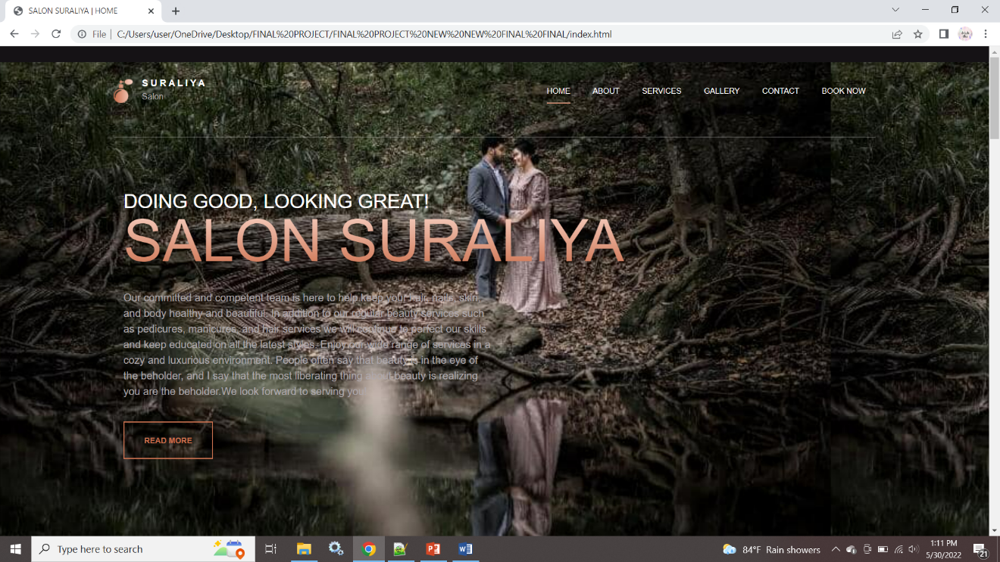 SALON SURALIYA | HOME
File | C:/Users/user/OneDrive/Desktop/FINAL%20PROJECT/FINAL%20PROJECT%20NEW%20NEW%20FINAL%20FINAL/index.html
SURALIYA
Salon
HOME ABOUT SERVICES GALLERY CONTACT BOOK NOW
DOING GOOD, LOOKING GREAT!
SALON SURALIYA
Our committed and competent team is here to help keep your hair, nails, skin,
and body healthy and beautiful. In addition to our regular beauty services such
as pedicures, manicures, and hair services we will continue to perfect our skills
and keep educated on all the latest styles. Enjoy our wide range of services in a
cozy and luxurious environment. People often say that beauty is in the eye of
the beholder, and I say that the most liberating thing about beauty is realizing
you are the beholder.We look forward to serving you!
READ MORE
Type here to search
84°F Rain showers
1:11 PM
5/30/2022
21